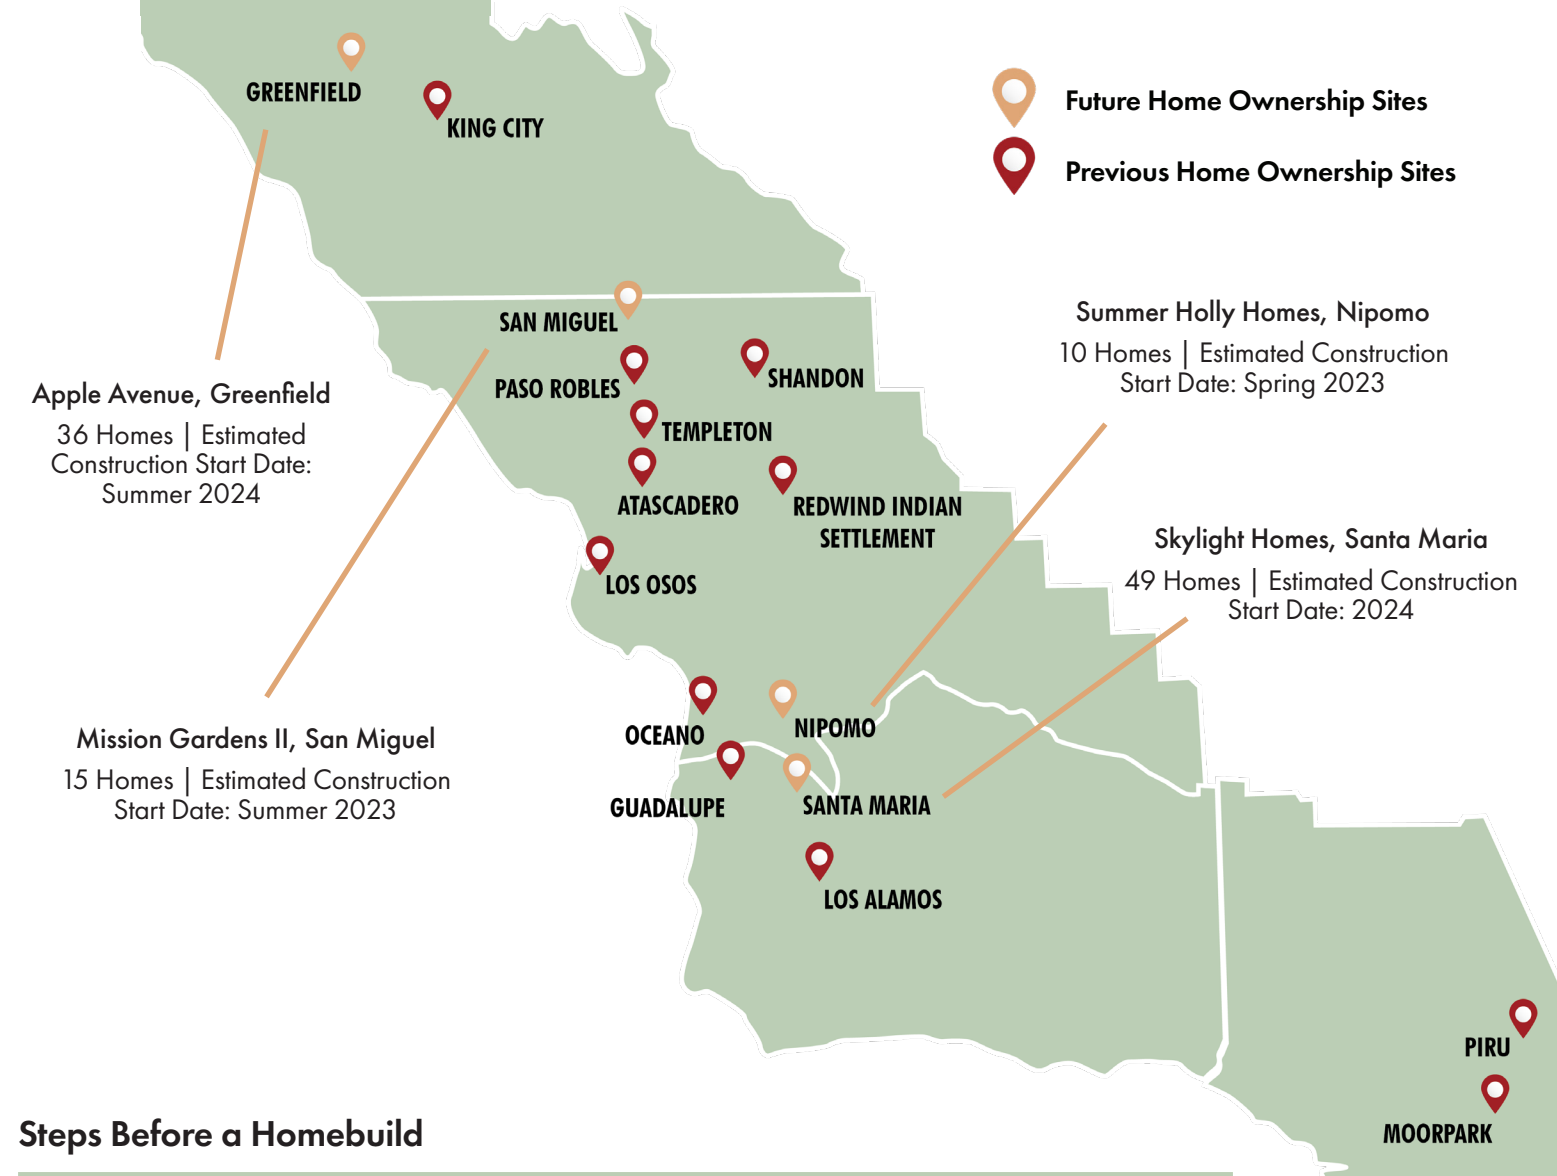 GREENFIELD
KING CITY
Future Home Ownership Sites
Previous Home Ownership Sites
SAN MIGUEL
PASO ROBLES
SHANDON
TEMPLETON
ATASCADERO
REDWIND INDIAN
SETTLEMENT
LOS OSOS
Apple Avenue, Greenfield
36 Homes | Estimated
Construction Start Date:
Summer 2024
Summer Holly Homes, Nipomo
10 Homes | Estimated Construction
Start Date: Spring 2023
Skylight Homes, Santa Maria
49 Homes | Estimated Construction
Start Date: 2024
Mission Gardens II, San Miguel
15 Homes | Estimated Construction
Start Date: Summer 2023
OCEANO
NIPOMO
GUADALUPE
SANTA MARIA
LOS ALAMOS
PIRU
MOORPARK
Steps Before a Homebuild